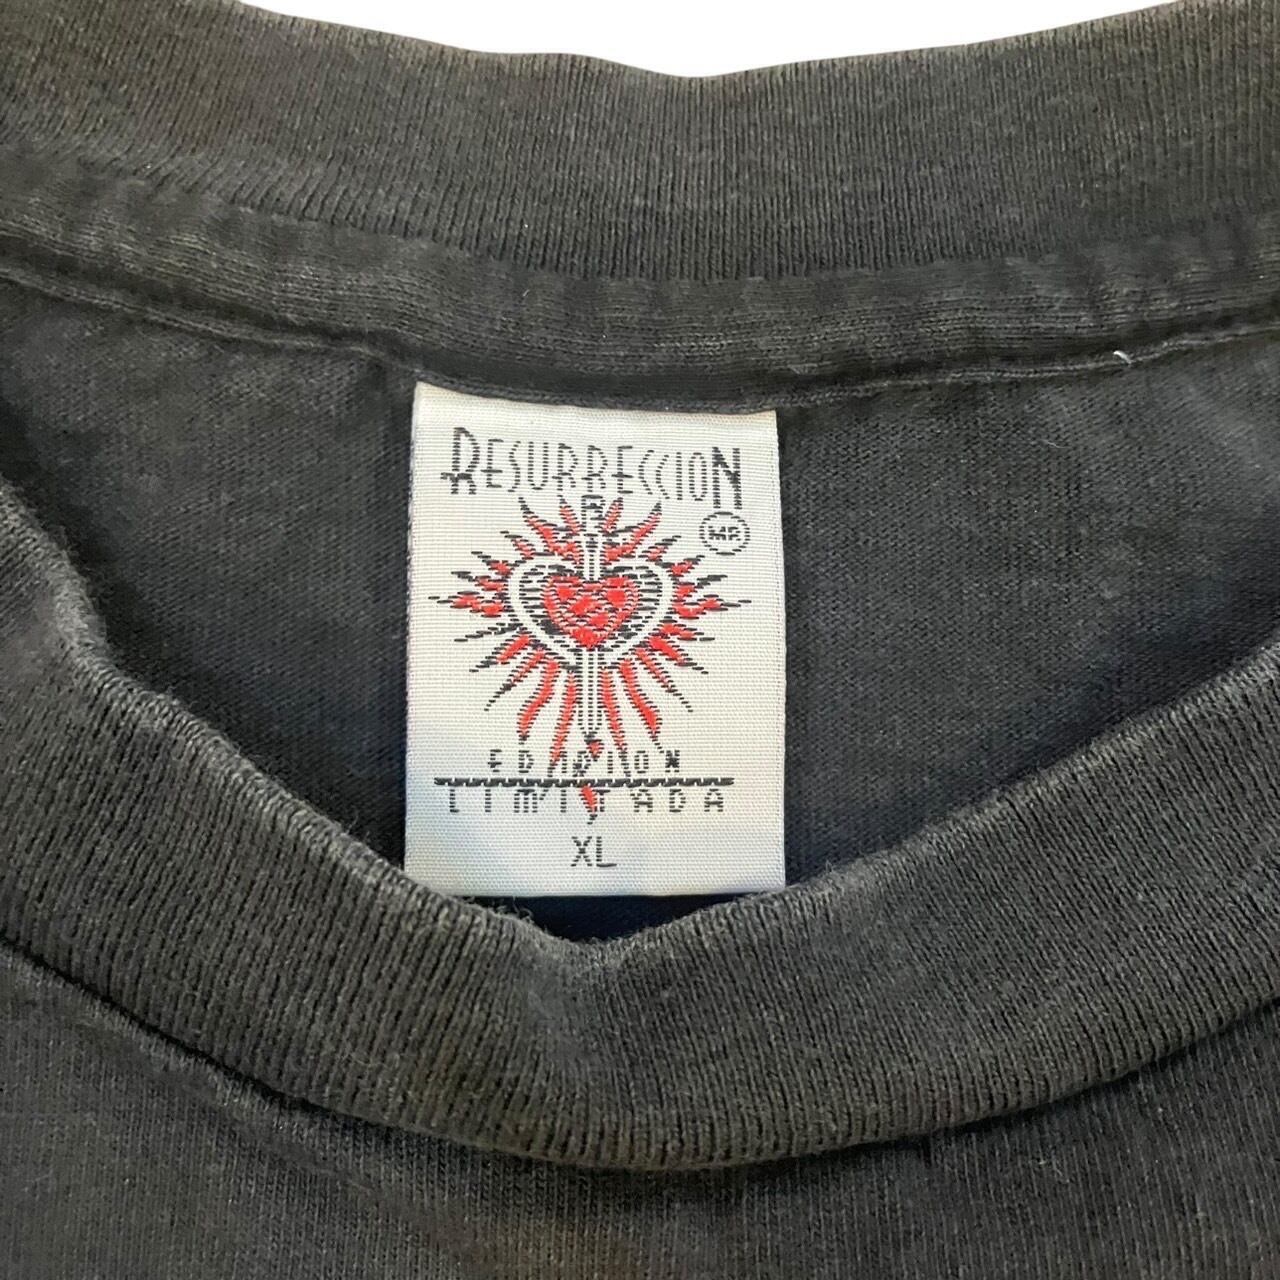 RESURRECCION
MR
EDICION
LIMITADA
XL